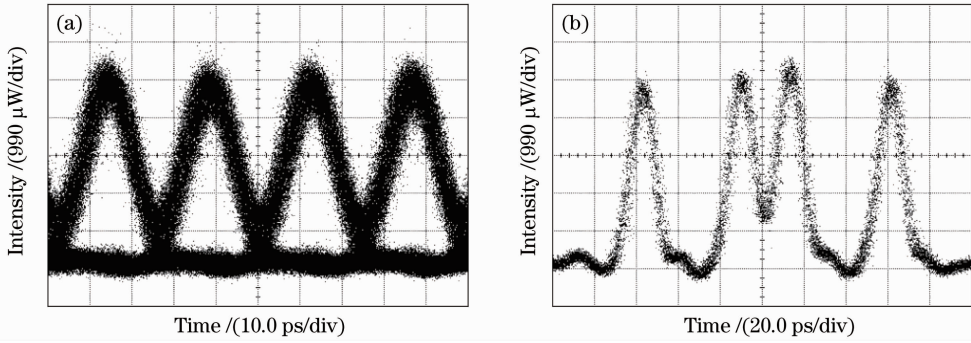 (a)
Intensity /(990 μW/div)
Time /(10.0 ps/div)
(b)
Intensity /(990 μW/div)
Time /(20.0 ps/div)